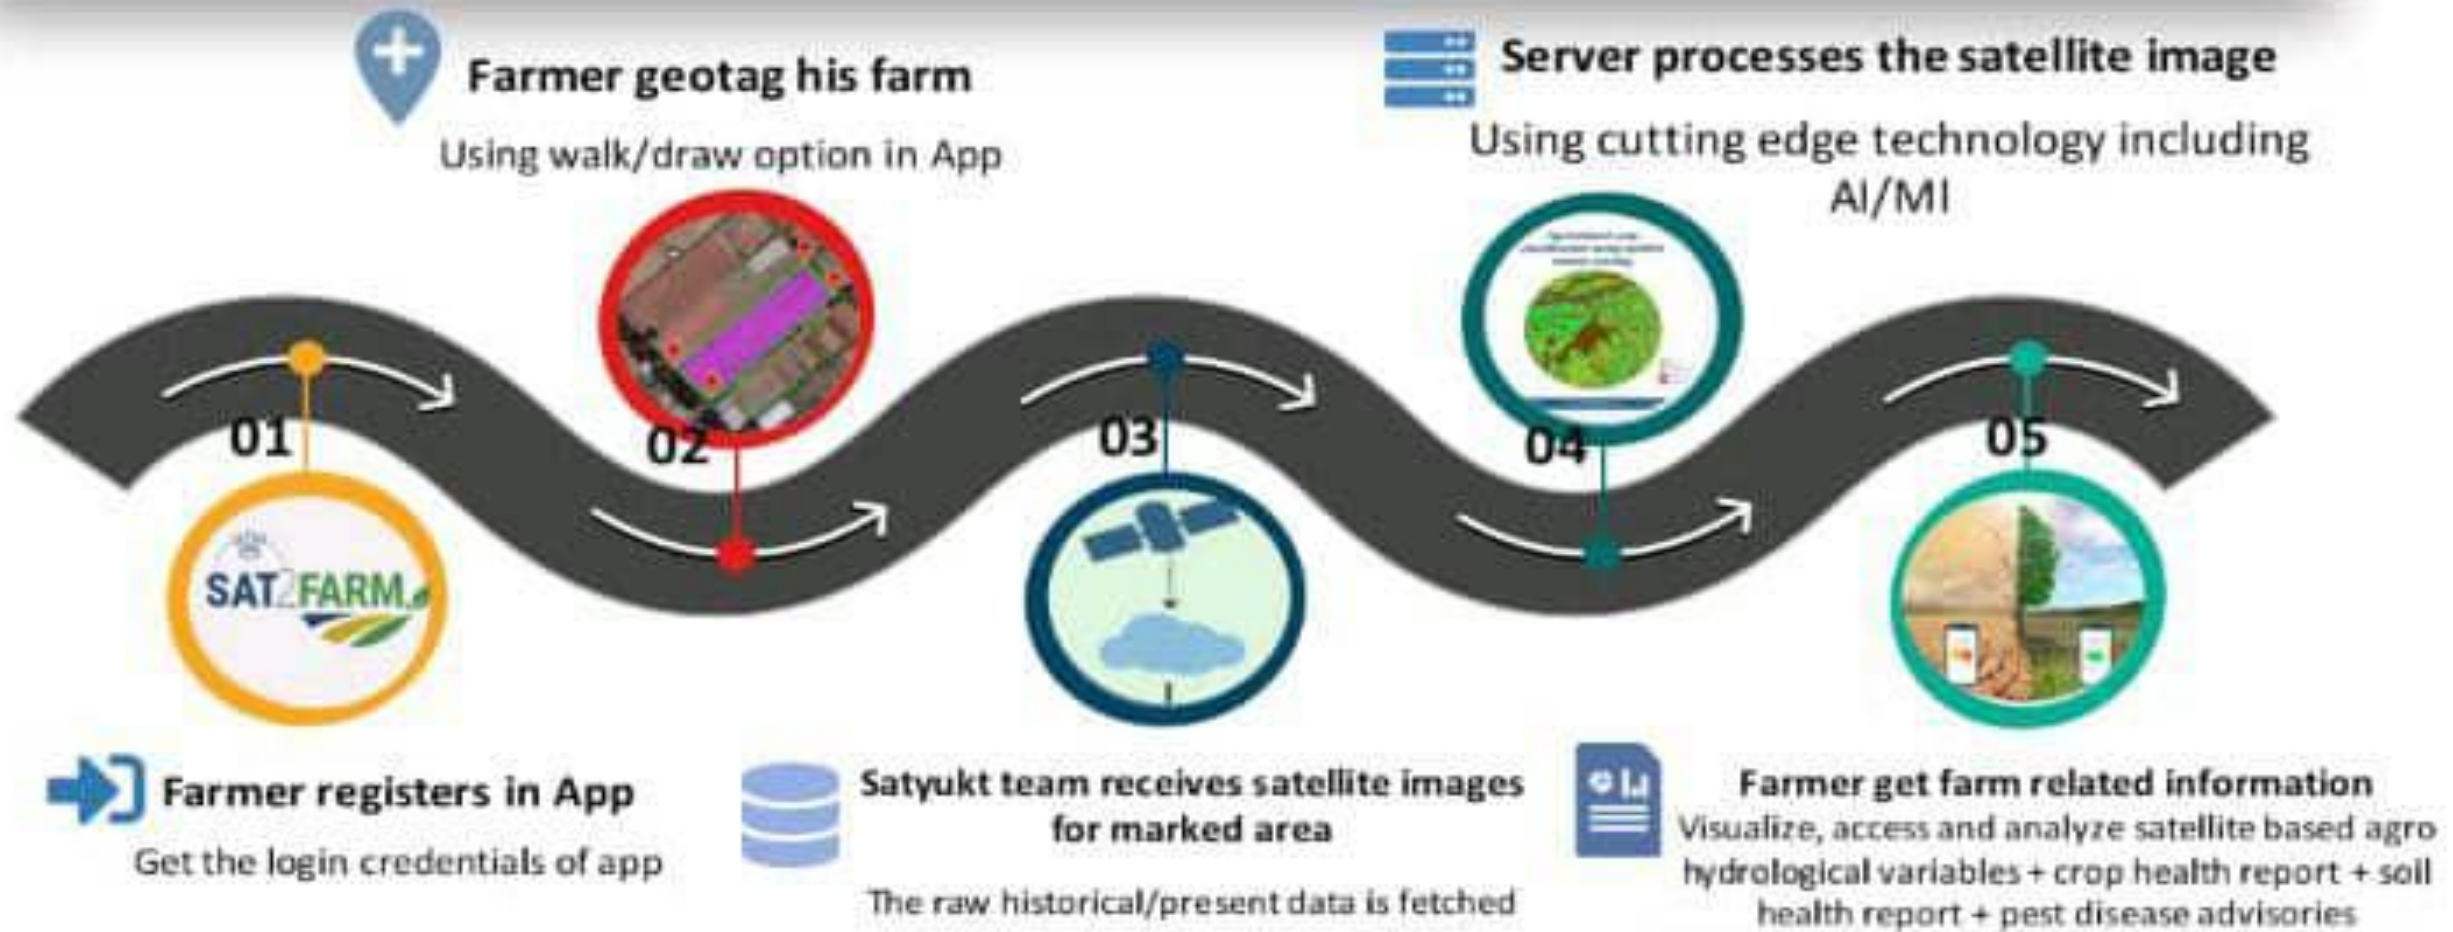 Farmer geotag his farm
Using walk/draw option in App
Server processes the satellite image
Using cutting edge technology including
AI/Ml
01
02
03
04
05
SAT2FARM
Farmer registers in App
Get the login credentials of app
Satyukt team receives satellite images
for marked area
The raw historical/present data is fetched
Farmer get farm related information
Visualize, access and analyze satellite based agro
hydrological variables + crop health report + soil
health report + pest disease advisories